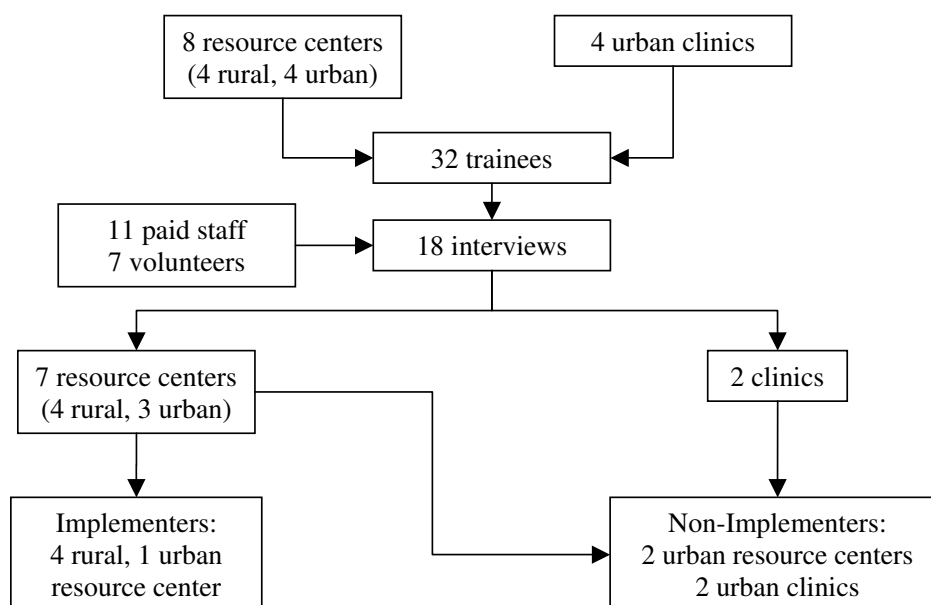 8 resource centers
(4 rural, 4 urban)
4 urban clinics
32 trainees
11 paid staff
7 volunteers
18 interviews
7 resource centers
(4 rural, 3 urban)
2 clinics
Implementers:
4 rural, 1 urban
resource center
Non-Implementers:
2 urban resource centers
2 urban clinics